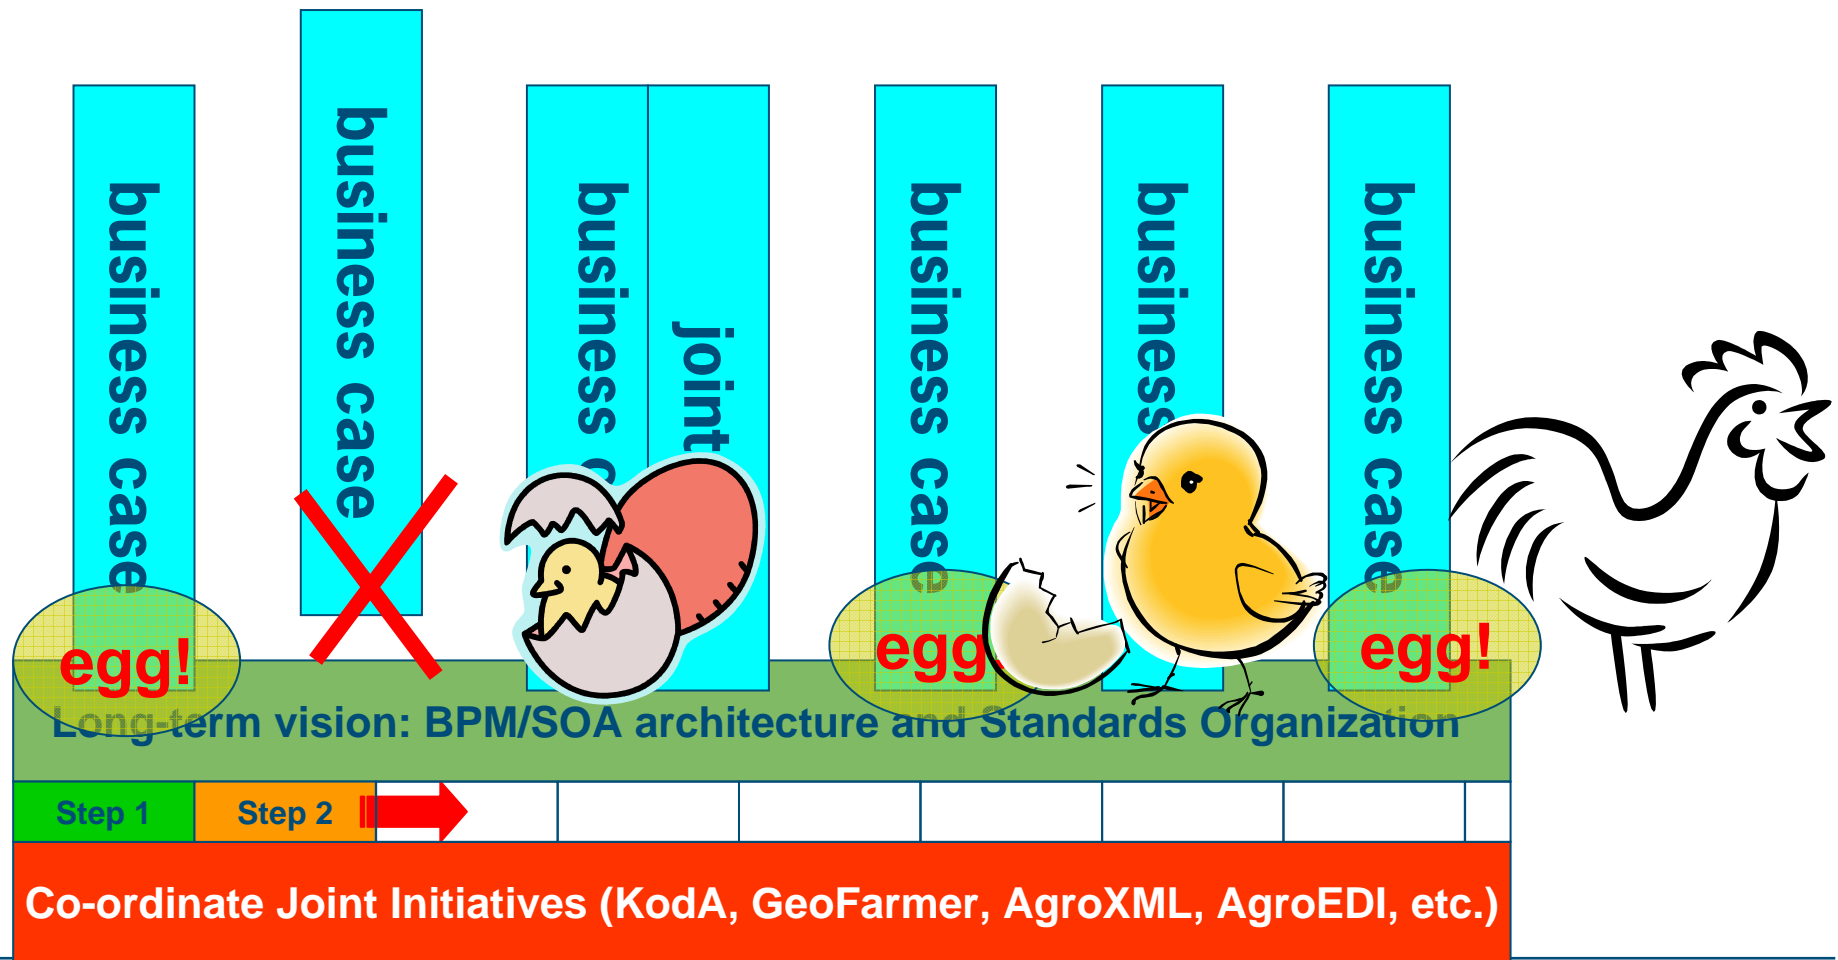 business case
business case
business c
joint
business case
business
business case
egg!
egg
egg!
Long-term vision: BPM/SOA architecture and Standards Organization
Step 1
Step 2
Co-ordinate Joint Initiatives (KodA, GeoFarmer, AgroXML, AgroEDI, etc.)